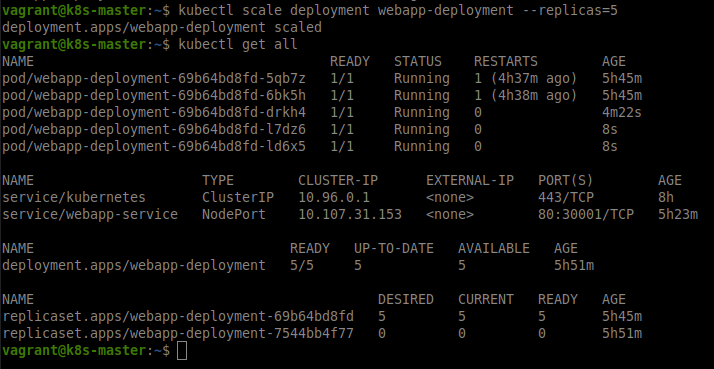 vagrant@k8s-master:~$ kubectl scale deployment webapp-deployment --replicas=5
deployment.apps/webapp-deployment scaled
vagrant@k8s-master:~$ kubectl get all
NAME READY STATUS RESTARTS AGE
pod/webapp-deployment-69b64bd8fd-5qb7z 1/1 Running 1 (4h37m ago) 5h45m
pod/webapp-deployment-69b64bd8fd-6bk5h 1/1 Running 1 (4h38m ago) 5h45m
pod/webapp-deployment-69b64bd8fd-drkh4 1/1 Running 0 4m22s
pod/webapp-deployment-69b64bd8fd-l7dz6 1/1 Running 0 8s
pod/webapp-deployment-69b64bd8fd-ld6x5 1/1 Running 0 8s
NAME TYPE CLUSTER-IP EXTERNAL-IP PORT(S) AGE
service/kubernetes ClusterIP 10.96.0.1 <none> 443/TCP 8h
service/webapp-service NodePort 10.107.31.153 <none> 80:30001/TCP 5h23m
NAME READY UP-TO-DATE AVAILABLE AGE
deployment.apps/webapp-deployment 5/5 5 5 5h51m
NAME DESIRED CURRENT READY AGE
replicaset.apps/webapp-deployment-69b64bd8fd 5 5 5 5h45m
replicaset.apps/webapp-deployment-7544bb4f77 0 0 0 5h51m
vagrant@k8s-master:~$